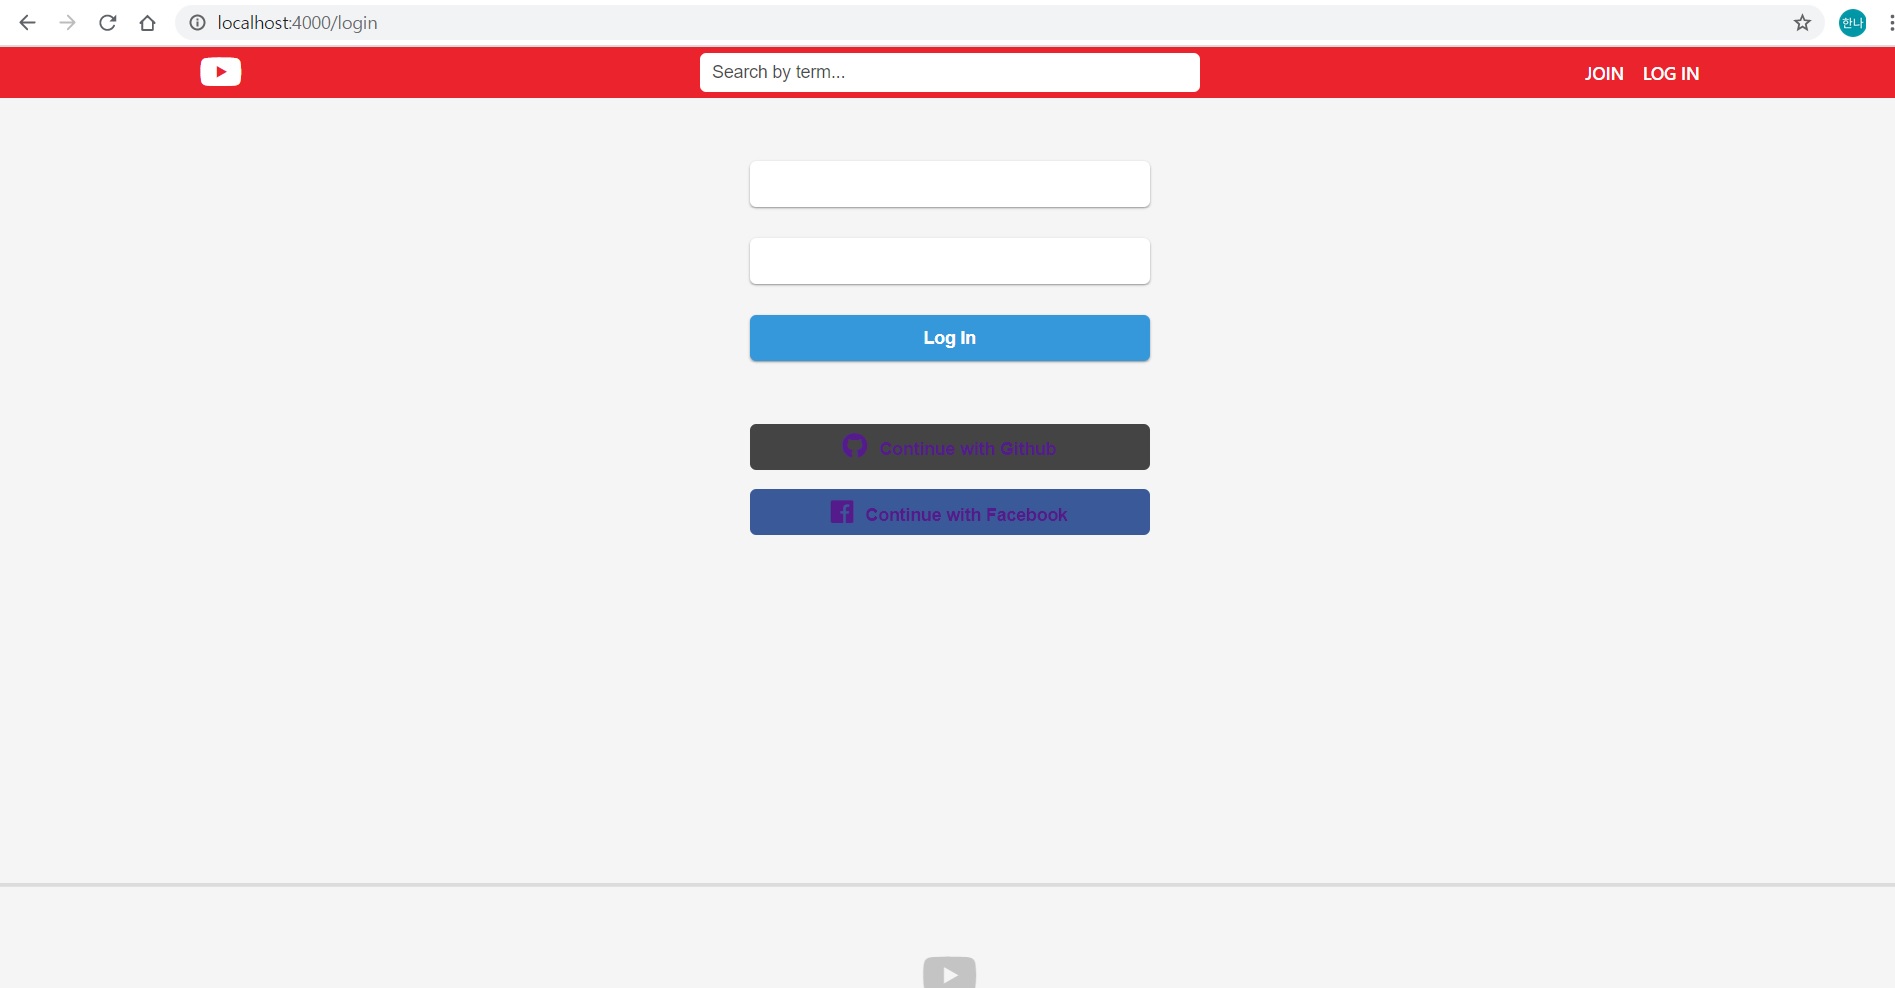 localhost:4000/login
한나
Search by term...
JOIN LOG IN
Log In
Continue with Github
Continue with Facebook